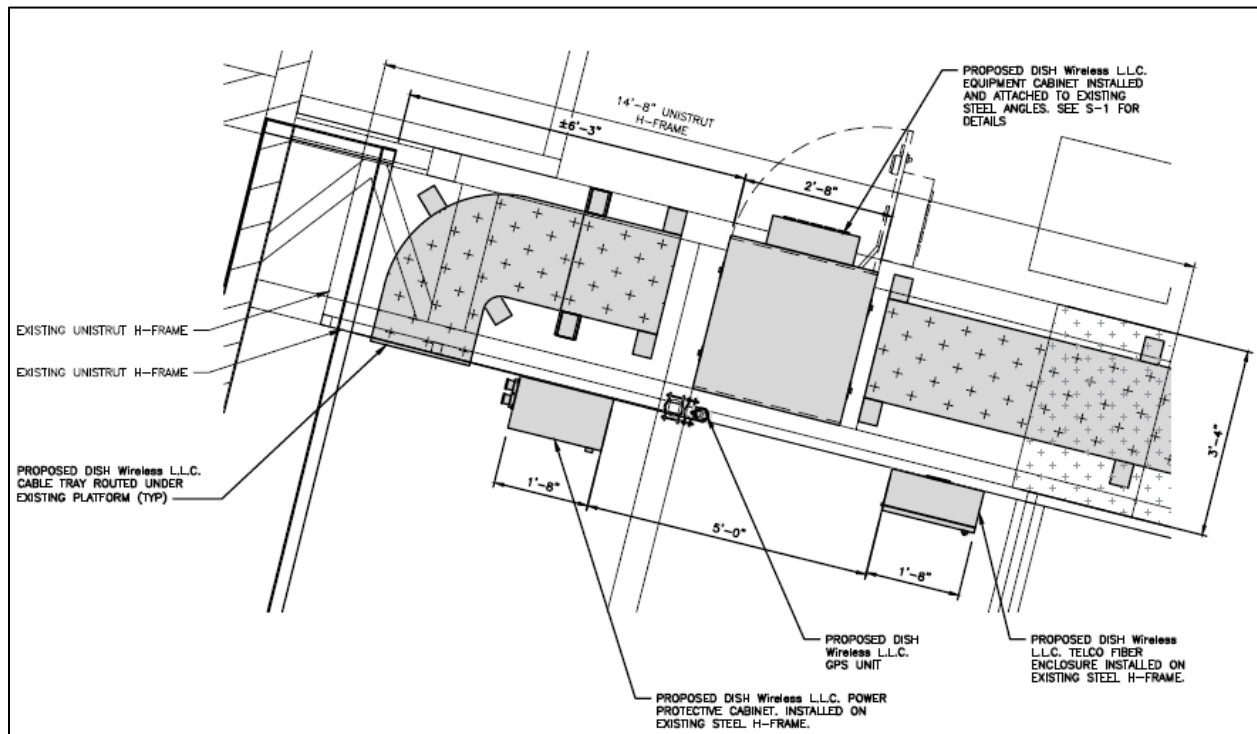 PROPOSED DISH Wireless L.L.C.
EQUIPMENT CABINET INSTALLED
AND ATTACHED TO EXISTING
STEEL ANGLES. SEE S-1 FOR
DETAILS
14'-8" UNISTRUT
H-FRAME
±6'-3"
2'-8"
EXISTING UNISTRUT H-FRAME
EXISTING UNISTRUT H-FRAME
PROPOSED DISH Wireless L.L.C.
CABLE TRAY ROUTED UNDER
EXISTING PLATFORM (TYP)
3'-4"
1'-8"
5'-0"
1'-8"
PROPOSED DISH
Wireless L.L.C.
GPS UNIT
PROPOSED DISH Wireless
L.L.C. TELCO FIBER
ENCLOSURE INSTALLED ON
EXISTING STEEL H-FRAME.
PROPOSED DISH Wireless L.L.C. POWER
PROTECTIVE CABINET. INSTALLED ON
EXISTING STEEL H-FRAME.